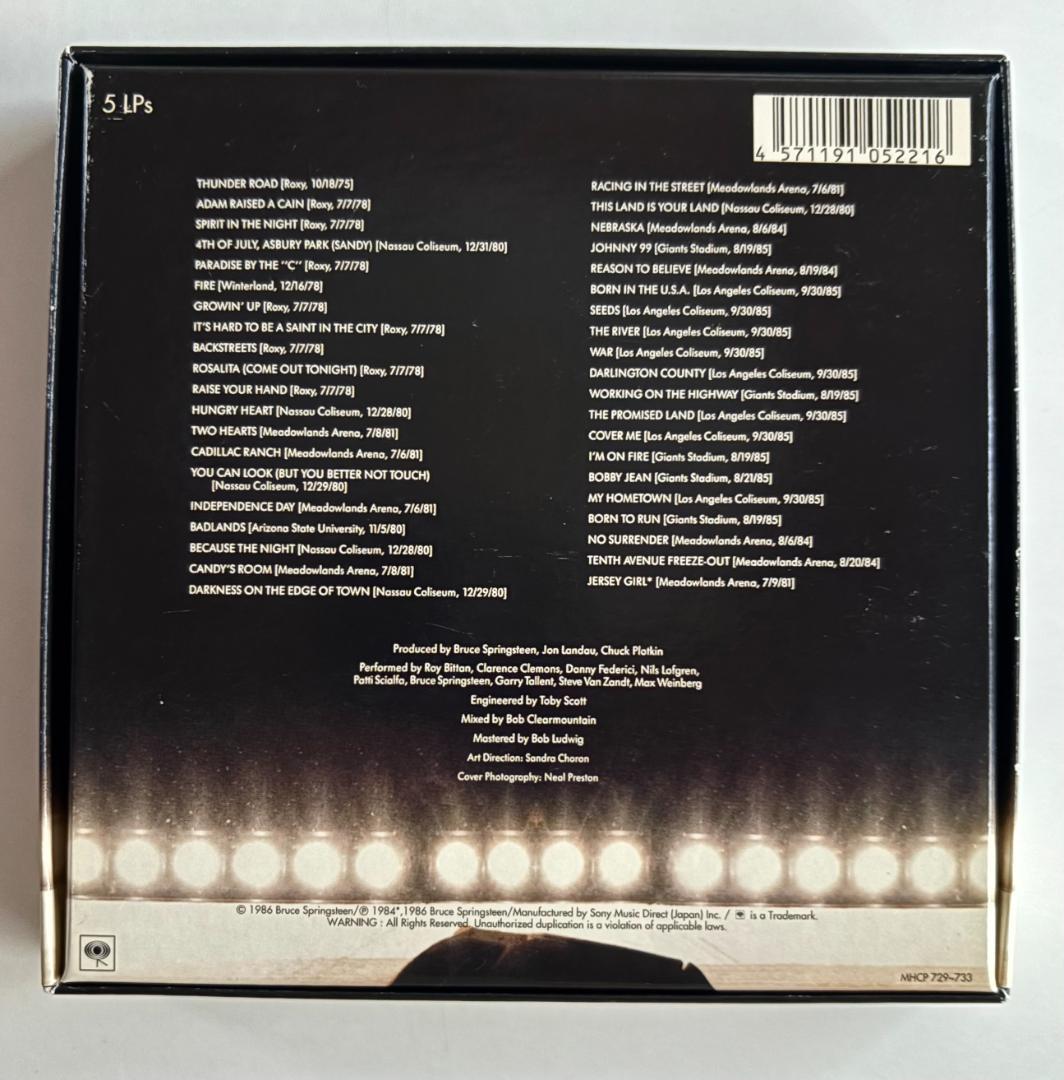 5 LPs
4 571191 052216
THUNDER ROAD [Roxy, 10/18/75]
ADAM RAISED A CAIN [Roxy, 7/7/78]
SPIRIT IN THE NIGHT [Roxy, 7/7/78]
4TH OF JULY, ASBURY PARK (SANDY) [Nassau Coliseum, 12/31/80]
PARADISE BY THE "C" [Roxy, 7/7/78]
FIRE [Winterland, 12/16/78]
GROWIN' UP [Roxy, 7/7/78]
IT'S HARD TO BE A SAINT IN THE CITY [Roxy, 7/7/78]
BACKSTREETS [Roxy, 7/7/78]
ROSALITA (COME OUT TONIGHT) [Roxy, 7/7/78]
RAISE YOUR HAND [Roxy, 7/7/78]
HUNGRY HEART [Nassau Coliseum, 12/28/80]
TWO HEARTS [Meadowlands Arena, 7/8/81]
CADILLAC RANCH [Meadowlands Arena, 7/6/81]
YOU CAN LOOK (BUT YOU BETTER NOT TOUCH)
[Nassau Coliseum, 12/29/80]
INDEPENDENCE DAY [Meadowlands Arena, 7/6/81]
BADLANDS [Arizona State University, 11/5/80]
BECAUSE THE NIGHT [Nassau Coliseum, 12/28/80]
CANDY'S ROOM [Meadowlands Arena, 7/8/81]
DARKNESS ON THE EDGE OF TOWN [Nassau Coliseum, 12/29/80]
RACING IN THE STREET [Meadowlands Arena, 7/6/81]
THIS LAND IS YOUR LAND [Nassau Coliseum, 12/28/80]
NEBRASKA [Meadowlands Arena, 8/6/84]
JOHNNY 99 [Giants Stadium, 8/19/85]
REASON TO BELIEVE [Meadowlands Arena, 8/19/84]
BORN IN THE U.S.A. [Los Angeles Coliseum, 9/30/85]
SEEDS [Los Angeles Coliseum, 9/30/85]
THE RIVER [Los Angeles Coliseum, 9/30/85]
WAR [Los Angeles Coliseum, 9/30/85]
DARLINGTON COUNTY [Los Angeles Coliseum, 9/30/85]
WORKING ON THE HIGHWAY [Giants Stadium, 8/19/85]
THE PROMISED LAND [Los Angeles Coliseum, 9/30/85]
COVER ME [Los Angeles Coliseum, 9/30/85]
I'M ON FIRE [Giants Stadium, 8/19/85]
BOBBY JEAN [Giants Stadium, 8/21/85]
MY HOMETOWN [Los Angeles Coliseum, 9/30/85]
BORN TO RUN [Giants Stadium, 8/19/85]
NO SURRENDER [Meadowlands Arena, 8/6/84]
TENTH AVENUE FREEZE-OUT [Meadowlands Arena, 8/20/84]
JERSEY GIRL* [Meadowlands Arena, 7/9/81]
Produced by Bruce Springsteen, Jon Landau, Chuck Plotkin
Performed by Roy Bittan, Clarence Clemons, Danny Federici, Nils Lofgren,
Patti Scialfa, Bruce Springsteen, Garry Tallent, Steve Van Zandt, Max Weinberg
Engineered by Toby Scott
Mixed by Bob Clearmountain
Mastered by Bob Ludwig
Art Direction: Sandra Choron
Cover Photography: Neal Preston
© 1986 Bruce Springsteen/℗ 1984*,1986 Bruce Springsteen/Manufactured by Sony Music Direct (Japan) Inc. / is a Trademark.
WARNING : All Rights Reserved. Unauthorized duplication is a violation of applicable laws.
MHCP 729~733